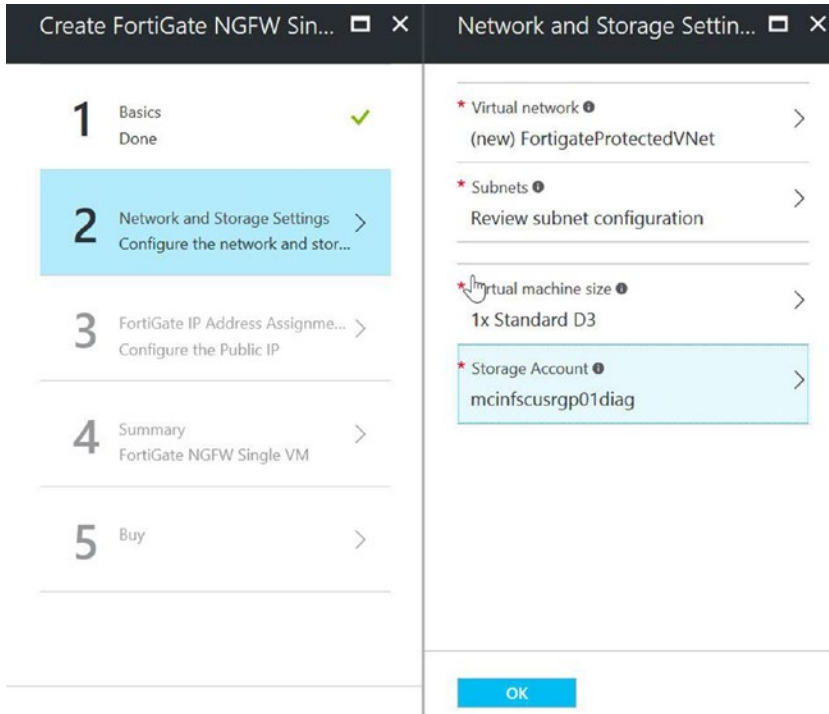 Create FortiGate NGFW Sin...
1
Basics
Done
2
Network and Storage Settings
Configure the network and stor...
3
FortiGate IP Address Assignme...
Configure the Public IP
4
Summary
FortiGate NGFW Single VM
5
Buy
Network and Storage Settin...
* Virtual network
(new) FortigateProtectedVNet
* Subnets
Review subnet configuration
* Virtual machine size
1x Standard D3
* Storage Account
mcinfscusrgp01diag
OK